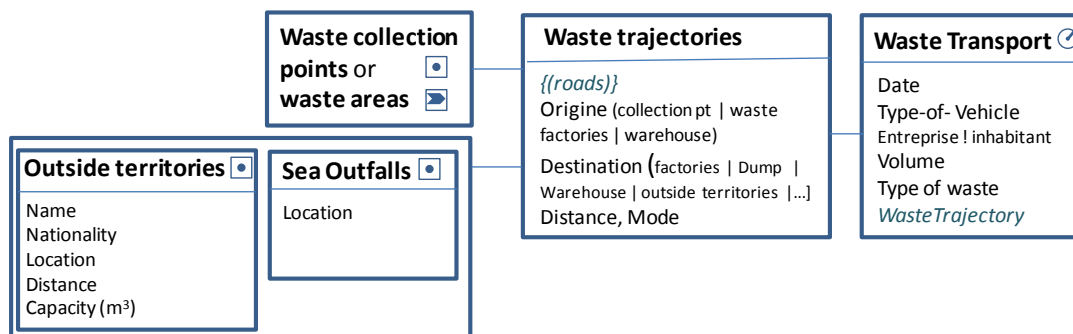 Waste collection
points or
waste areas
Waste trajectories
{(roads)}
Origine (collection pt | waste
factories | warehouse)
Destination (factories | Dump |
Warehouse | outside territories |...]
Distance, Mode
Waste Transport
Date
Type-of- Vehicle
Entreprise ! inhabitant
Volume
Type of waste
WasteTrajectory
Outside territories
Name
Nationality
Location
Distance
Capacity (m³)
Sea Outfalls
Location